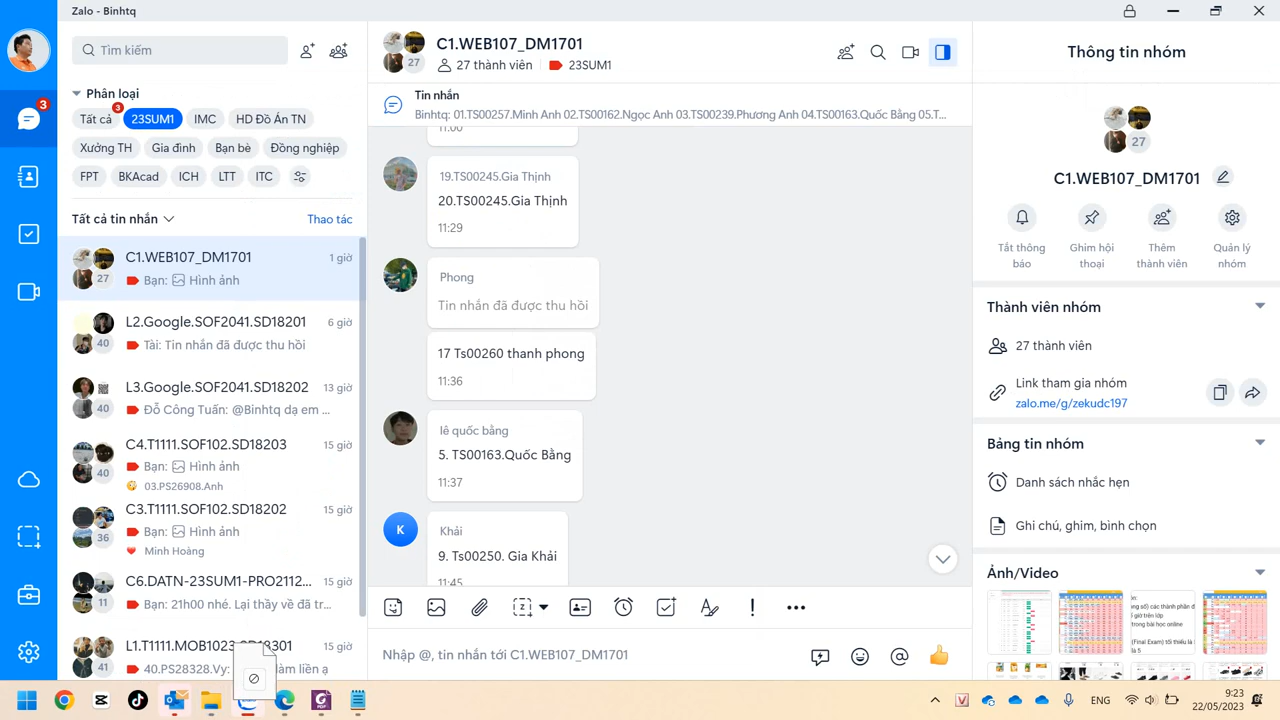 Zalo - Binhtq
Tìm kiếm
Phân loại
Tất cả
3
23SUM1
IMC
HD Đồ Án TN
Xưởng TH
Gia đình
Bạn bè
Đồng nghiệp
FPT
BKAcad
ICH
LTT
ITC
Tất cả tin nhắn
Thao tác
3
C1.WEB107_DM1701
1 giờ
27
Bạn: Hình ảnh
L2.Google.SOF2041.SD18201
6 giờ
40
Tài: Tin nhắn đã được thu hồi
L3.Google.SOF2041.SD18202
13 giờ
40
Đỗ Công Tuấn: @Binhtq dạ em ...
C4.T1111.SOF102.SD18203
15 giờ
40
Bạn: Hình ảnh
03.PS26908.Anh
C3.T1111.SOF102.SD18202
15 giờ
36
Bạn: Hình ảnh
Minh Hoàng
C6.DATN-23SUM1-PRO2112...
15 giờ
11
Bạn: 21h00 nhé. Lại thầy về đã tr...
L1.T1111.MOB1023
15 giờ
41
40.PS28328.Vy:
C1.WEB107_DM1701
27
27 thành viên
23SUM1
Tin nhắn
Binhtq: 01.TS00257.Minh Anh 02.TS00162.Ngọc Anh 03.TS00239.Phương Anh 04.TS00163.Quốc Bằng 05.T...
11:00
19.TS00245.Gia Thịnh
20.TS00245.Gia Thịnh
11:29
Phong
Tin nhắn đã được thu hồi
17 Ts00260 thanh phong
11:36
lê quốc bằng
5. TS00163.Quốc Bằng
11:37
K
Khải
9. Ts00250. Gia Khải
11:45
Nhập @, tin nhắn tới C1.WEB107_DM1701
Thông tin nhóm
27
C1.WEB107_DM1701
Tắt thông báo
Ghim hội thoại
Thêm thành viên
Quản lý nhóm
Thành viên nhóm
27 thành viên
Link tham gia nhóm
zalo.me/g/zekudc197
Bảng tin nhóm
Danh sách nhắc hẹn
Ghi chú, ghim, bình chọn
Ảnh/Video
ENG
9:23
22/05/2023